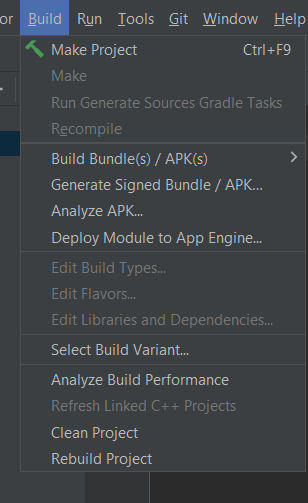 or Build Run Tools Git Window Help
Make Project Ctrl+F9
Make
Run Generate Sources Gradle Tasks
Recompile
Build Bundle(s) / APK(s)
Generate Signed Bundle / APK...
Analyze APK...
Deploy Module to App Engine...
Edit Build Types...
Edit Flavors...
Edit Libraries and Dependencies...
Select Build Variant...
Analyze Build Performance
Refresh Linked C++ Projects
Clean Project
Rebuild Project